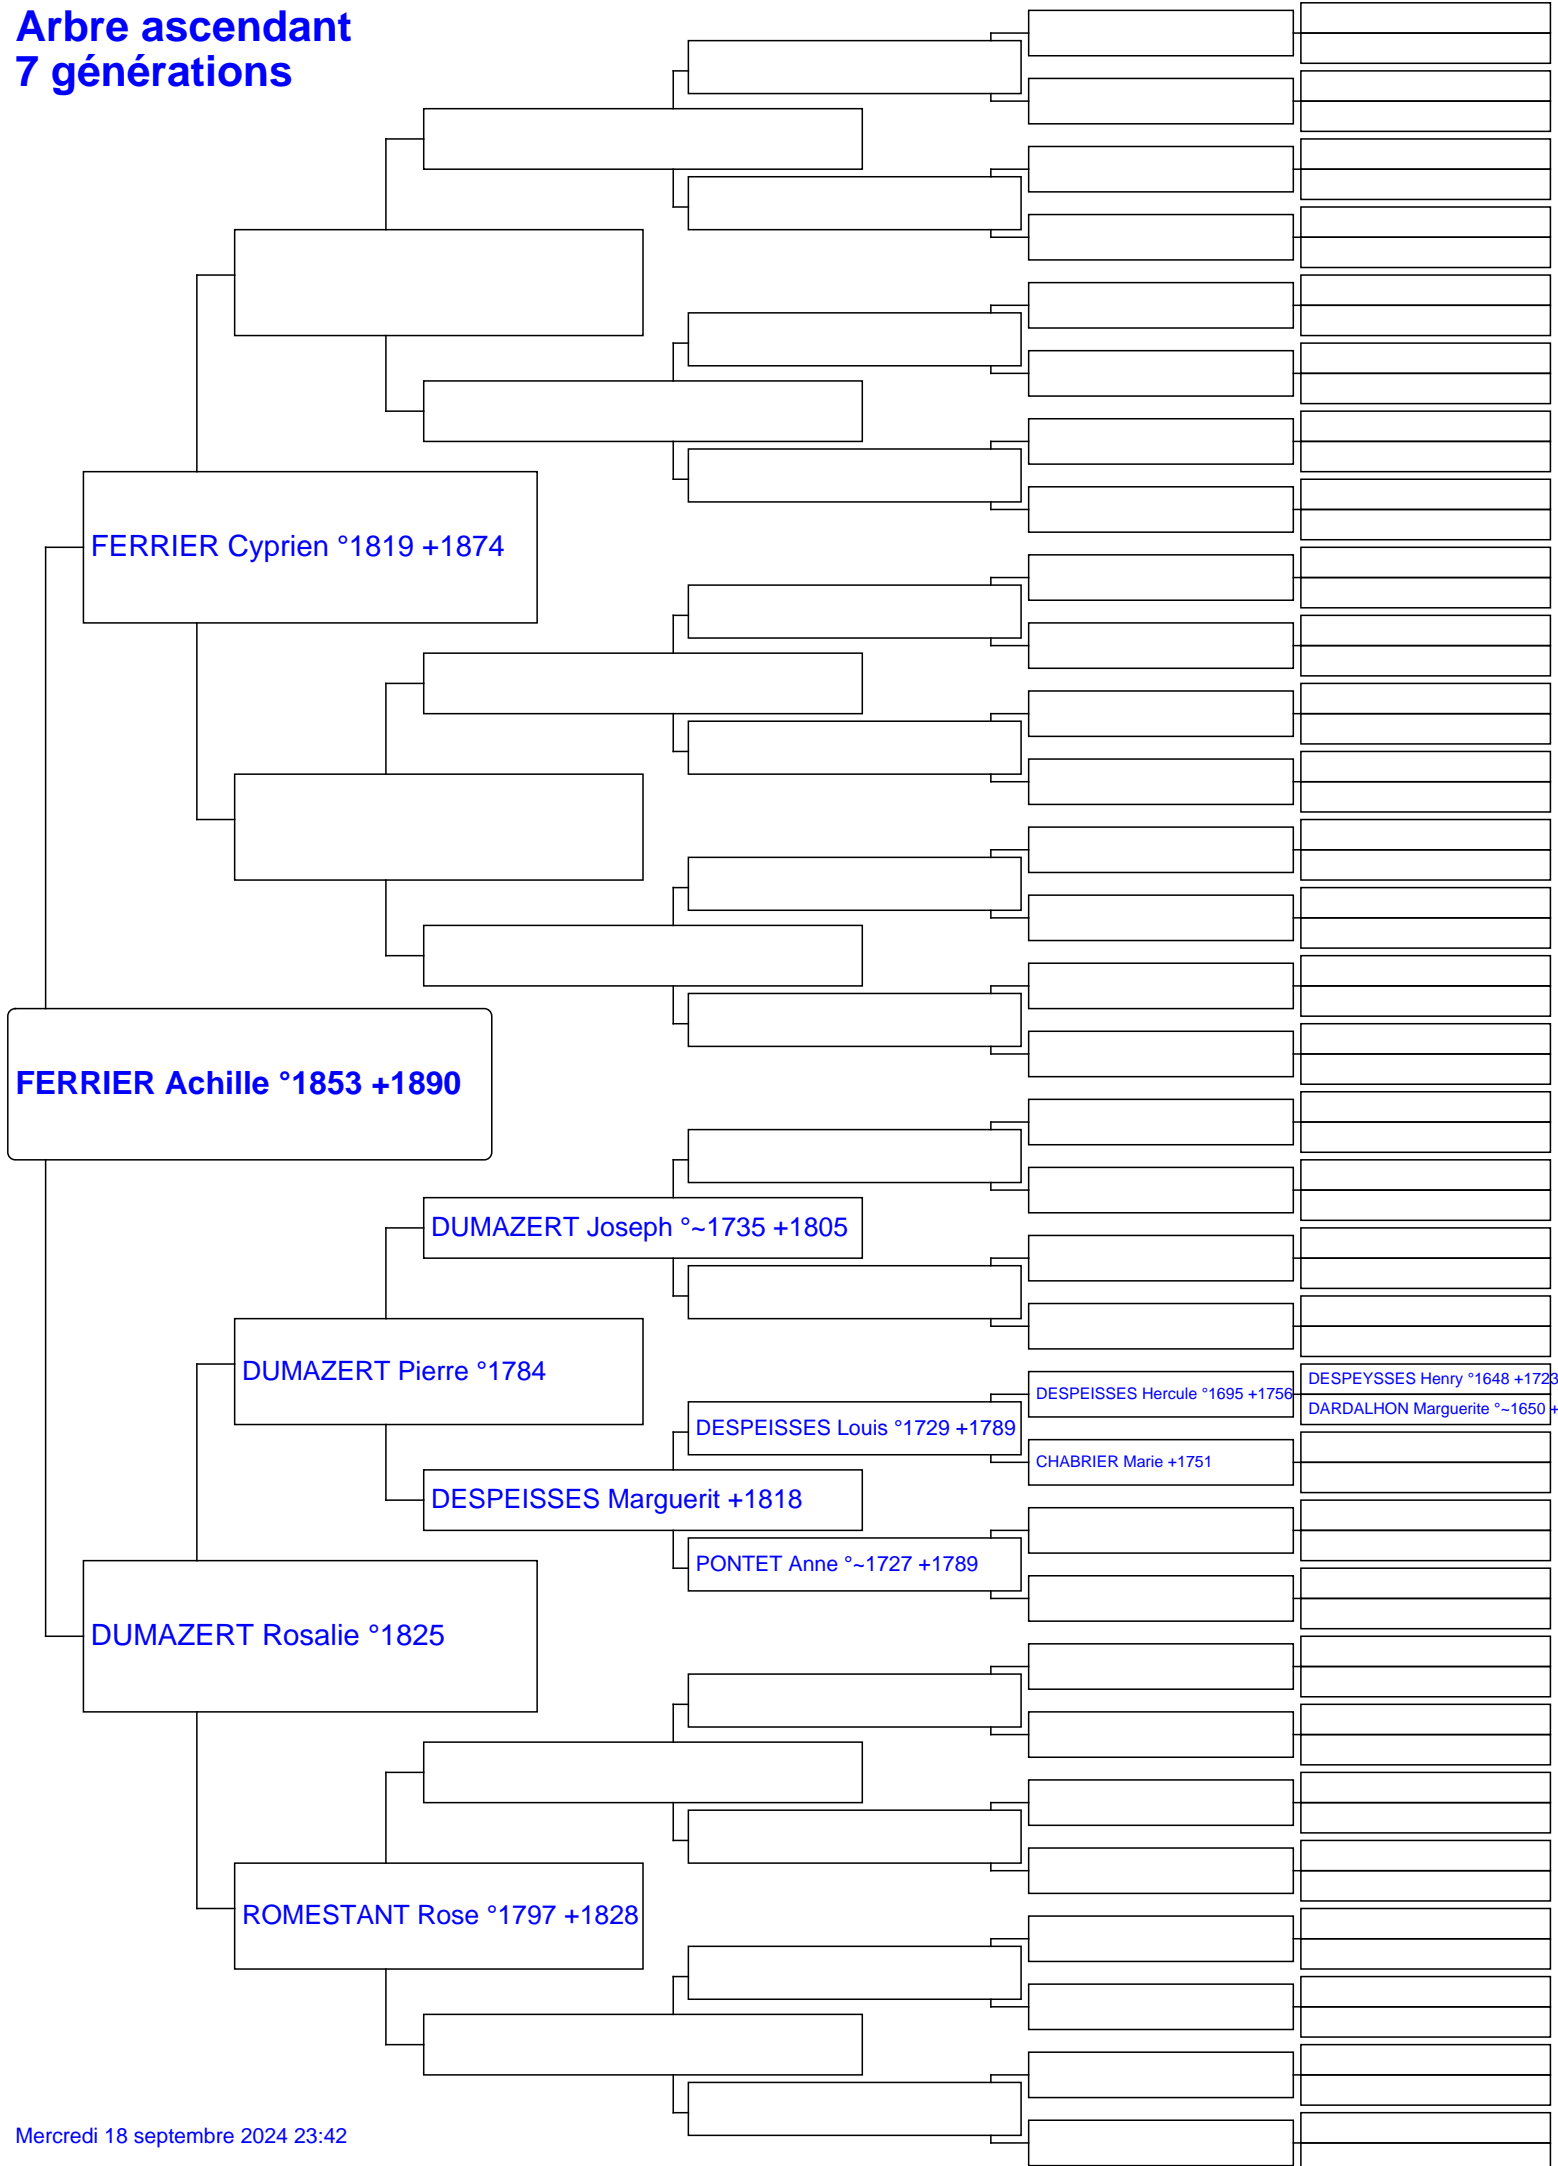 Arbre ascendant
7 générations
FERRIER Cyprien °1819 +1874
FERRIER Achille °1853 +1890
DUMAZERT Joseph °~1735 +1805
DUMAZERT Pierre °1784
DESPEYSSES Henry °1648 +1723
DESPEISSES Hercule °1695 +1756
DARDALHON Marguerite °~1650 +
DESPEISSES Louis °1729 +1789
CHABRIER Marie +1751
DESPEISSES Marguerit +1818
PONTET Anne °~1727 +1789
DUMAZERT Rosalie °1825
ROMESTANT Rose °1797 +1828
Mercredi 18 septembre 2024 23:42